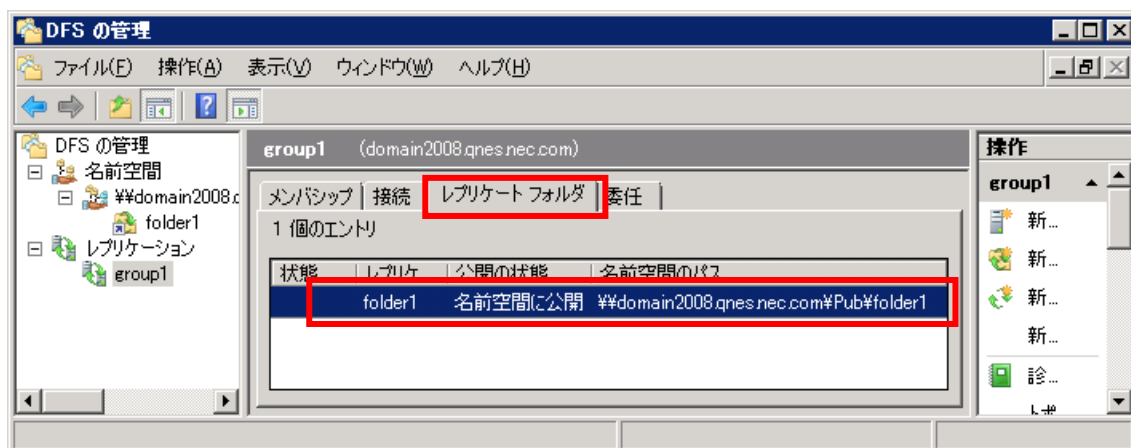 DFS の管理
ファイル(F) 操作(A) 表示(V) ウィンドウ(W) ヘルプ(H)
DFS の管理
名前空間
¥¥domain2008.c
folder1
レプリケーション
group1
group1 (domain2008.qnes.nec.com)
メンバシップ 接続 レプリケート フォルダ 委任
1 個のエントリ
状態 レプリケ 公開の状態 名前空間のパス
folder1 名前空間に公開 ¥¥domain2008.qnes.nec.com¥Pub¥folder1
操作
group1
新...
新...
新...
新...
診...
トポ